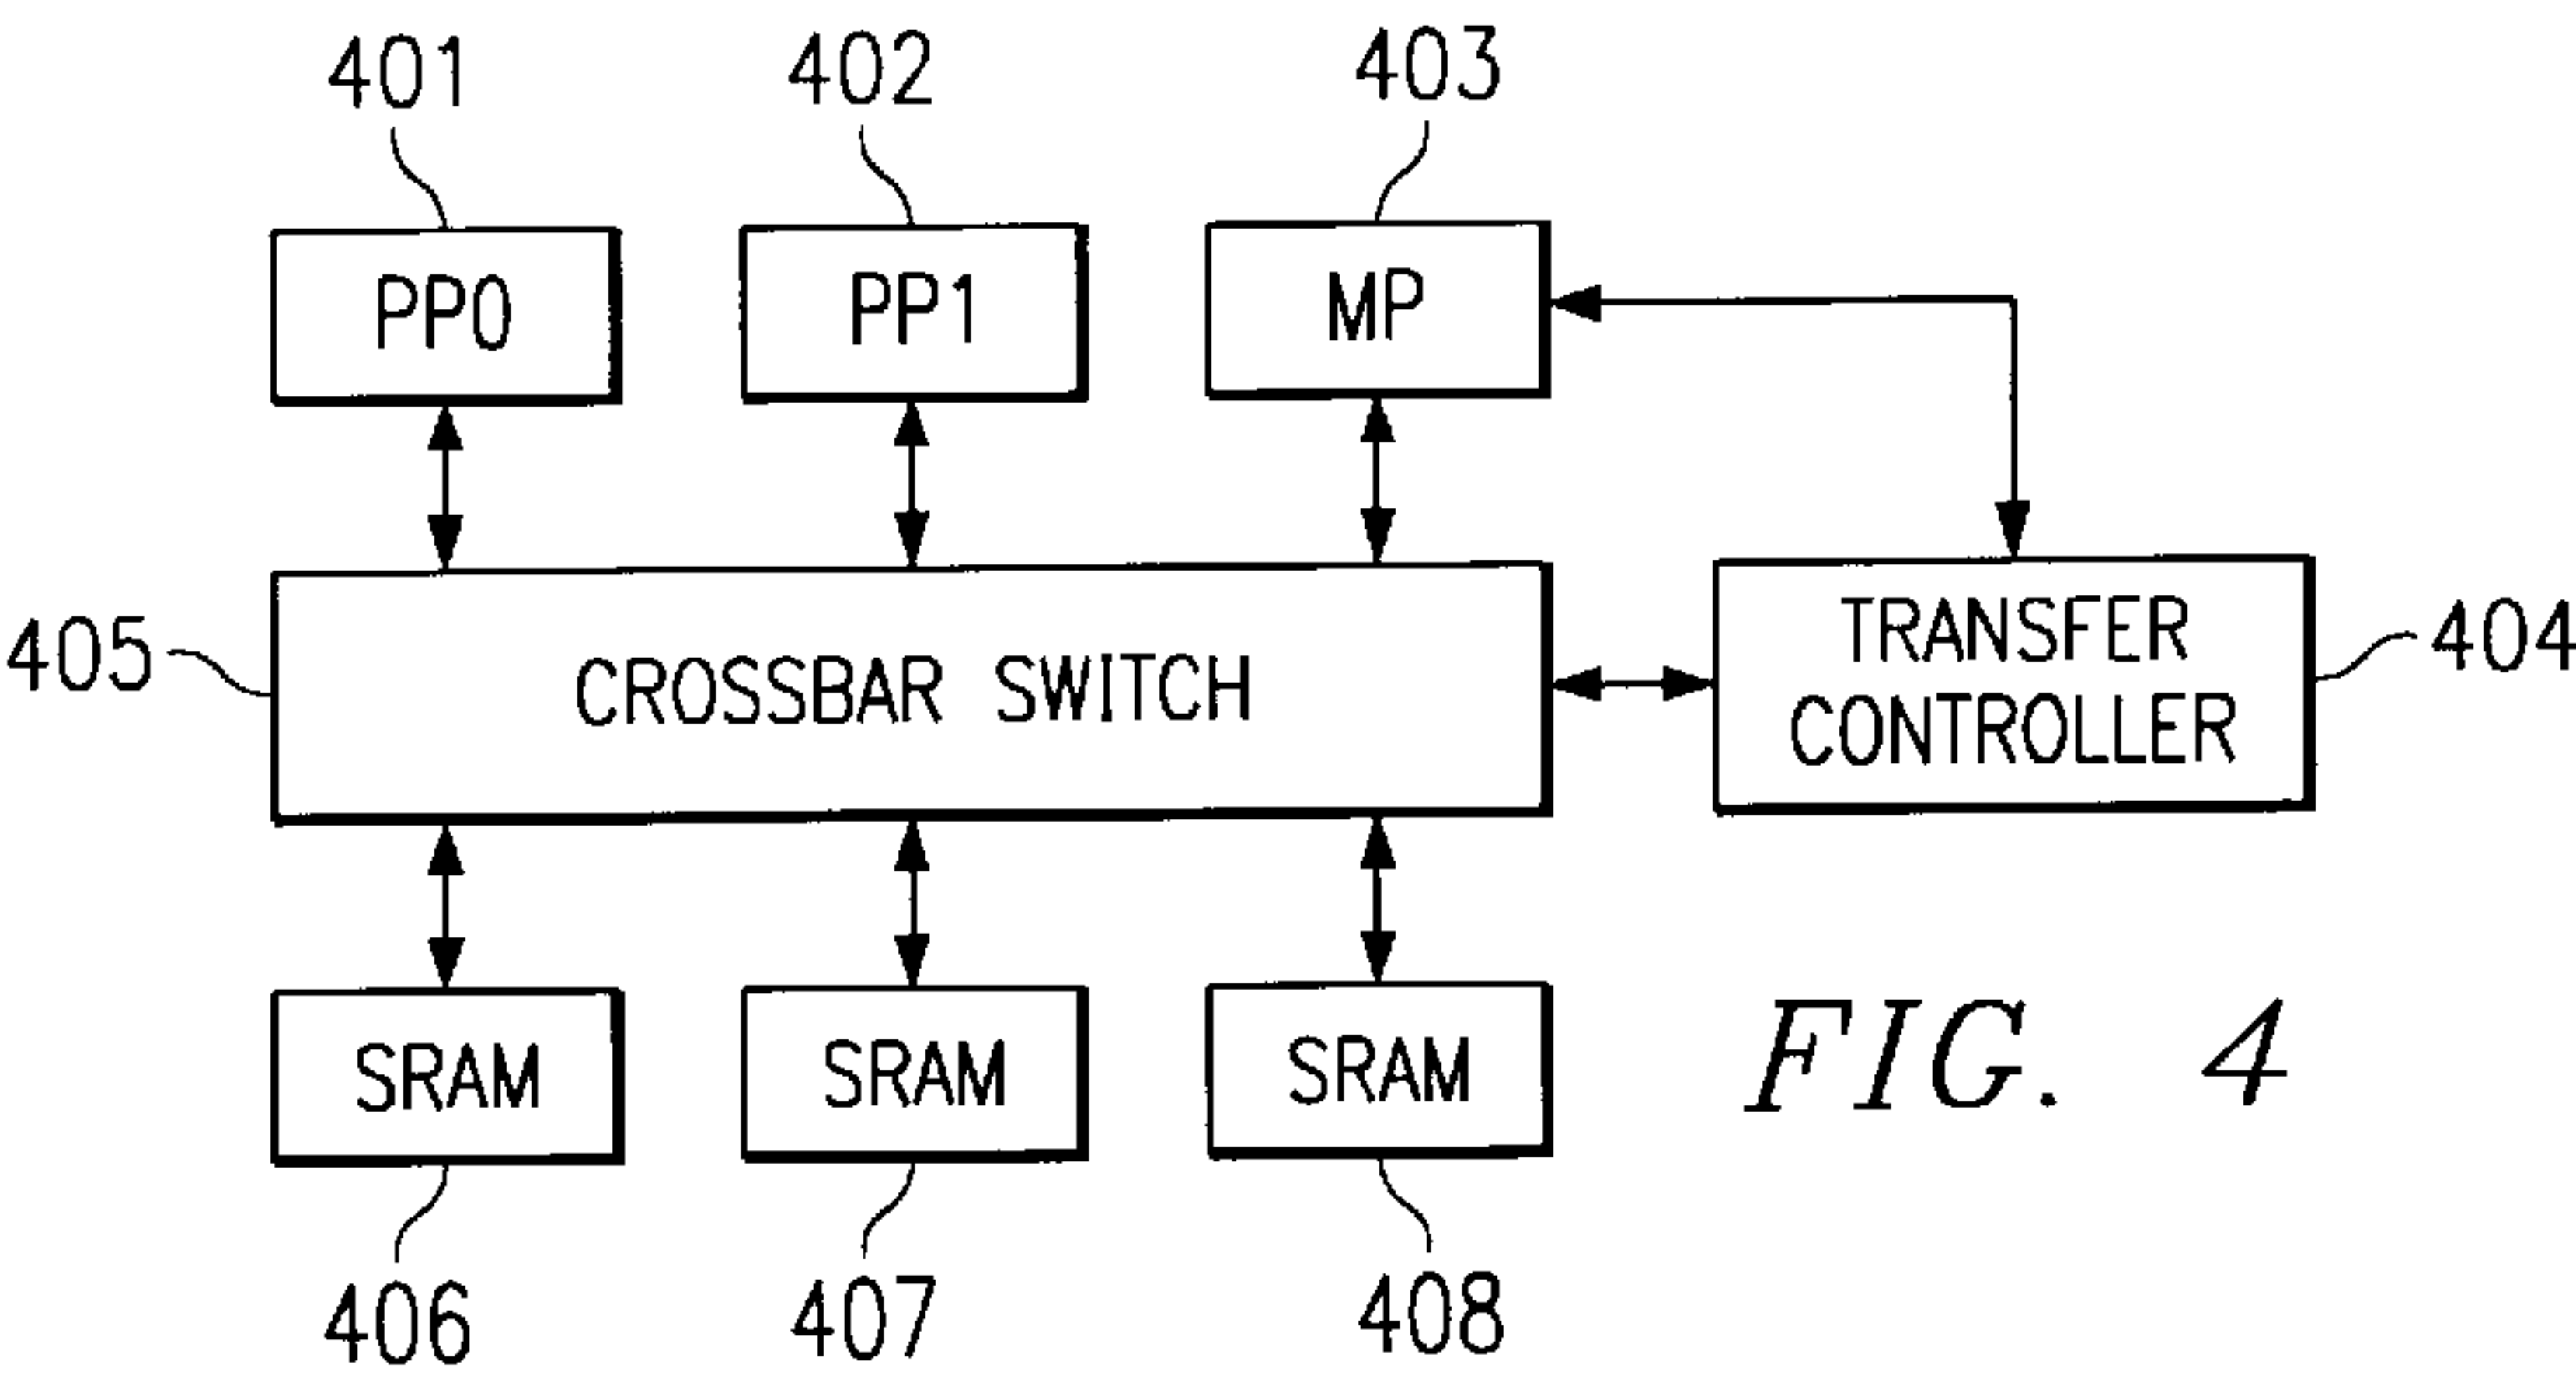 401
402
403
PP0
PP1
MP
405
CROSSBAR SWITCH
TRANSFER
CONTROLLER
404
SRAM
SRAM
SRAM
FIG. 4
406
407
408